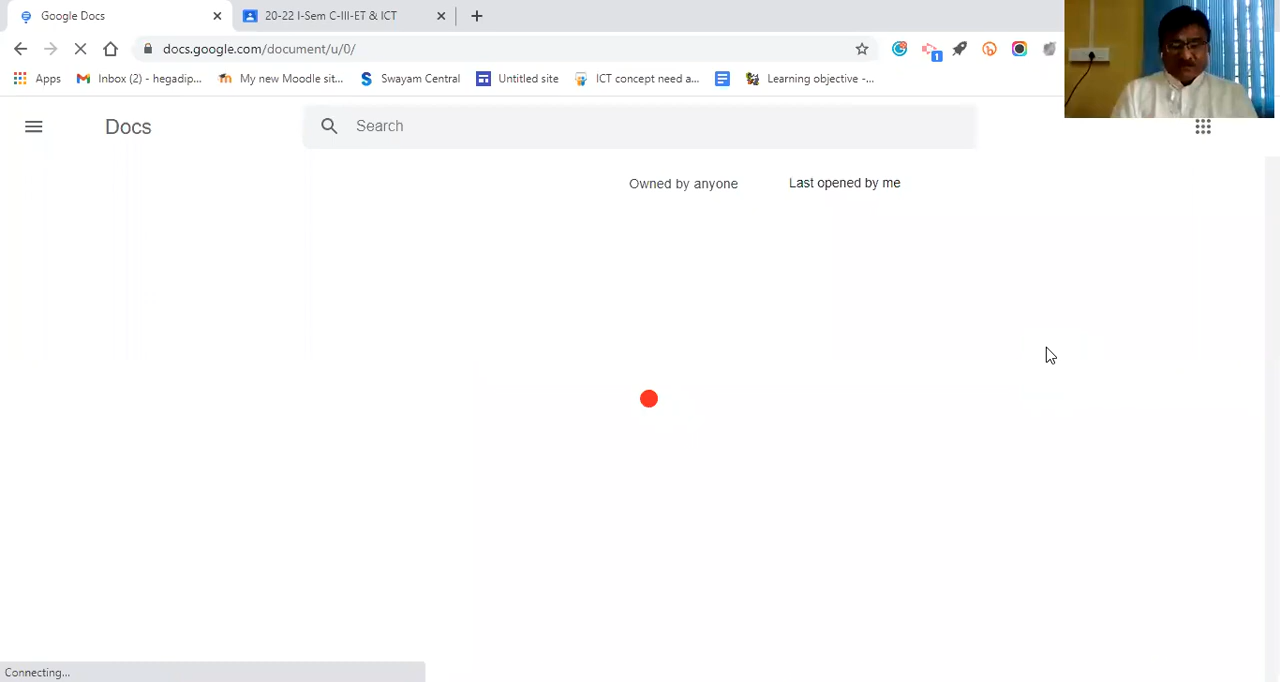 Google Docs
20-22 I-Sem C-III-ET & ICT
docs.google.com/document/u/0/
1
Apps
Inbox (2) - hegadip...
My new Moodle sit...
Swayam Central
Untitled site
ICT concept need a...
Learning objective -...
Docs
Search
Owned by anyone
Last opened by me
Connecting...